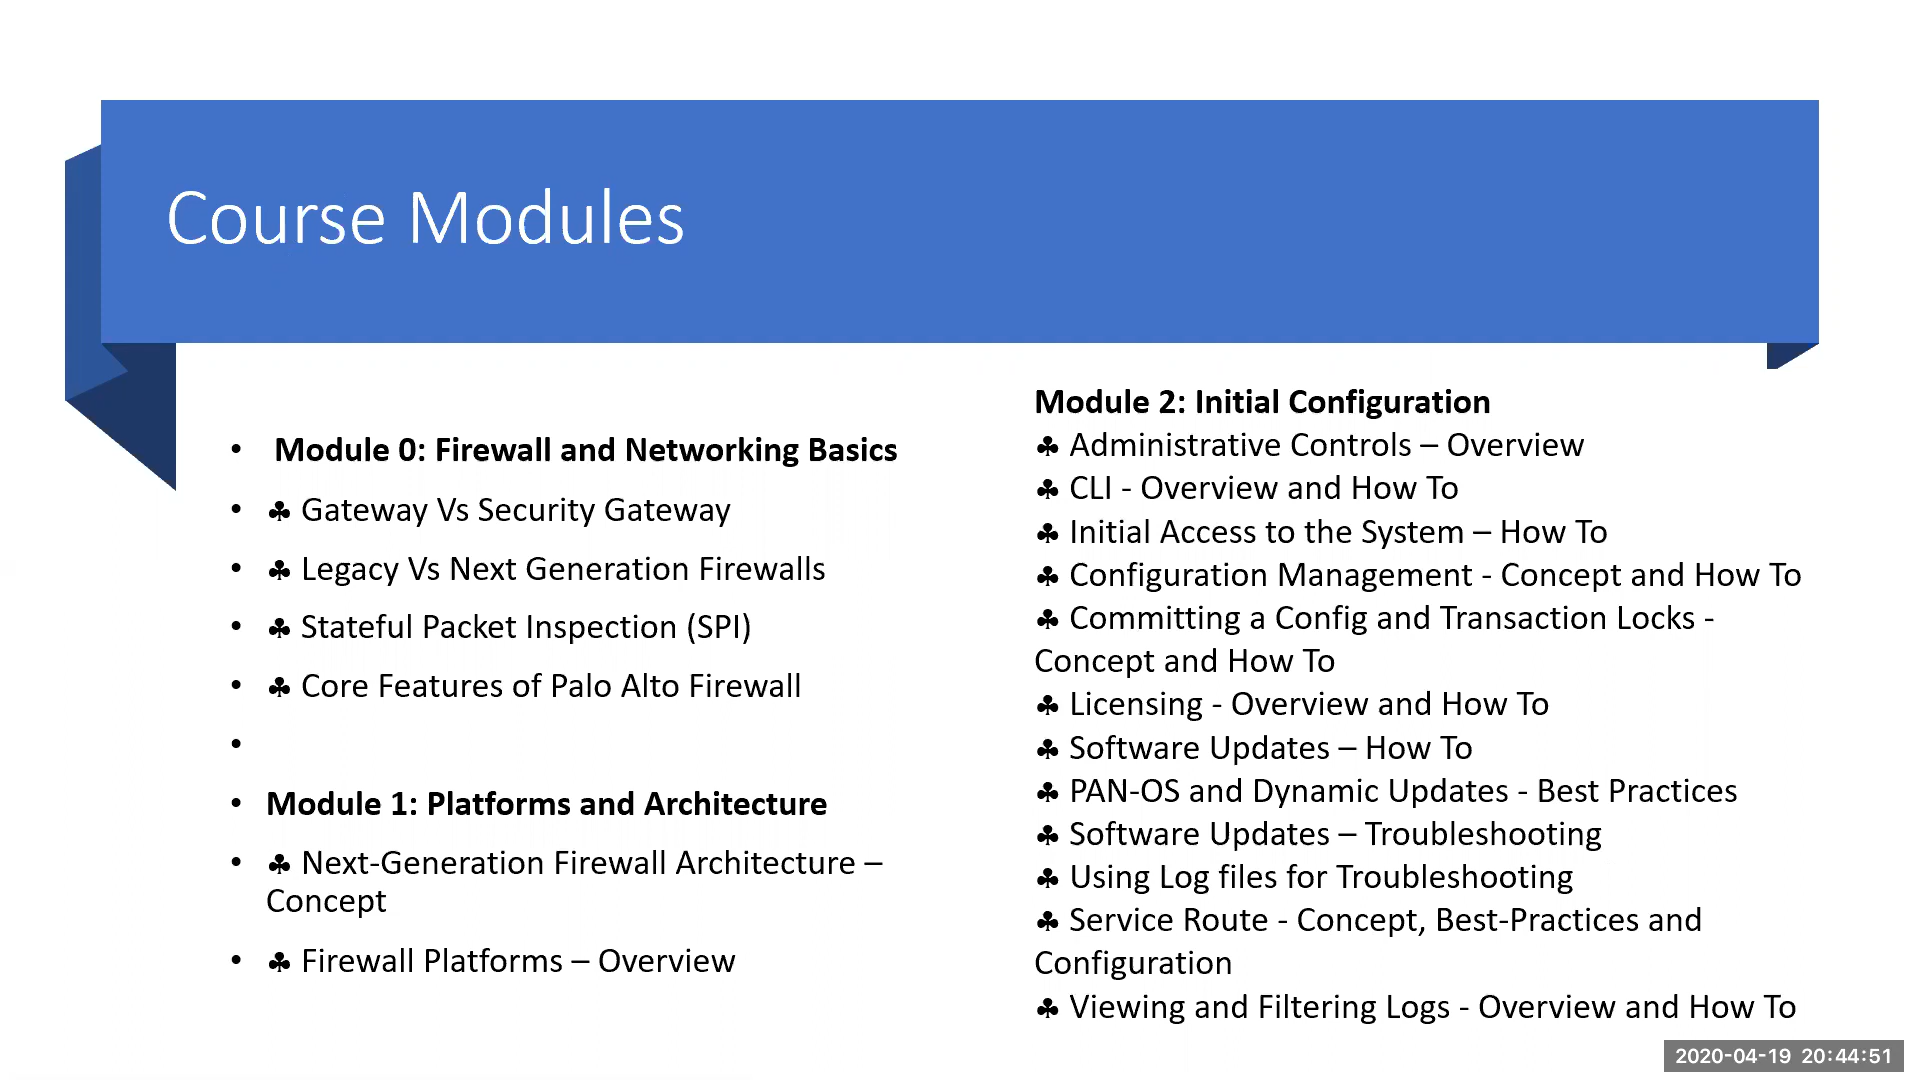 Course Modules
• Module 0: Firewall and Networking Basics
• ♣ Gateway Vs Security Gateway
• ♣ Legacy Vs Next Generation Firewalls
• ♣ Stateful Packet Inspection (SPI)
• ♣ Core Features of Palo Alto Firewall
•
• Module 1: Platforms and Architecture
• ♣ Next-Generation Firewall Architecture –
Concept
• ♣ Firewall Platforms – Overview
Module 2: Initial Configuration
♣ Administrative Controls – Overview
♣ CLI - Overview and How To
♣ Initial Access to the System – How To
♣ Configuration Management - Concept and How To
♣ Committing a Config and Transaction Locks -
Concept and How To
♣ Licensing - Overview and How To
♣ Software Updates – How To
♣ PAN-OS and Dynamic Updates - Best Practices
♣ Software Updates – Troubleshooting
♣ Using Log files for Troubleshooting
♣ Service Route - Concept, Best-Practices and
Configuration
♣ Viewing and Filtering Logs - Overview and How To
2020-04-19 20:44:51